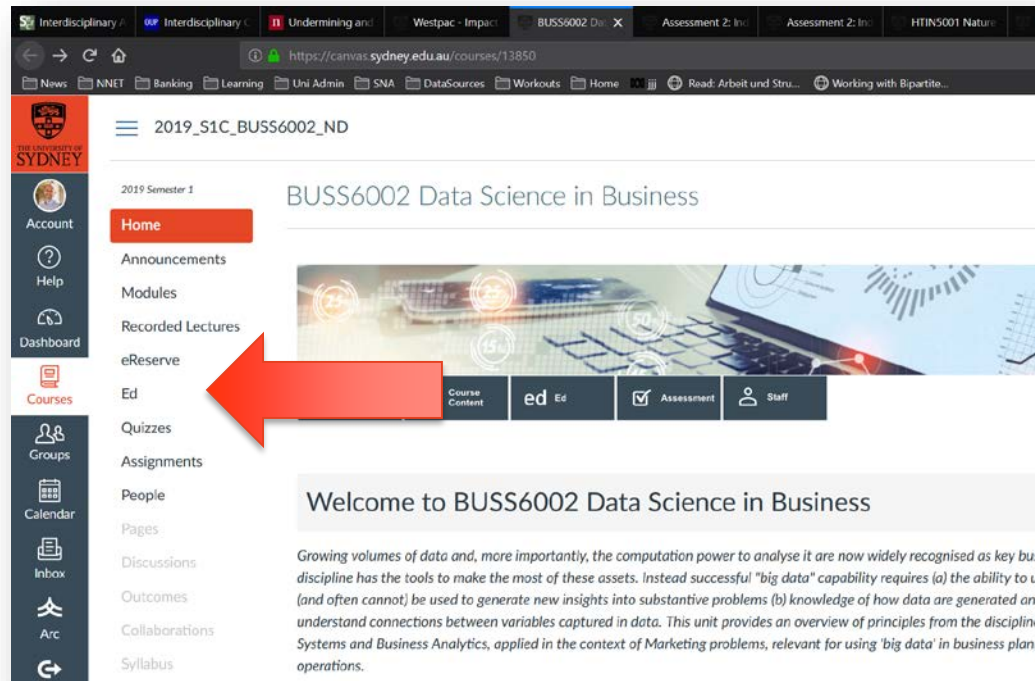 Interdisciplinary A
OUP Interdisciplinary C
n Undermining and
Westpac - Impact
BUSS6002 Dat
Assessment 2: Ind
Assessment 2: Ind
HTIN5001 Nature
https://canvas.sydney.edu.au/courses/13850
News NNET Banking Learning Uni Admin SNA DataSources Workouts Home jjj Read: Arbeit und Stru... Working with Bipartite...
THE UNIVERSITY OF
SYDNEY
2019_S1C_BUSS6002_ND
Account
Help
Dashboard
Courses
Groups
Calendar
Inbox
Arc
2019 Semester 1
Home
Announcements
Modules
Recorded Lectures
eReserve
Ed
Quizzes
Assignments
People
Pages
Discussions
Outcomes
Collaborations
Syllabus
BUSS6002 Data Science in Business
Course
Content
ed Ed
Assessment
Staff
Welcome to BUSS6002 Data Science in Business
Growing volumes of data and, more importantly, the computation power to analyse it are now widely recognised as key bu
discipline has the tools to make the most of these assets. Instead successful "big data" capability requires (a) the ability to u
(and often cannot) be used to generate new insights into substantive problems (b) knowledge of how data are generated an
understand connections between variables captured in data. This unit provides an overview of principles from the disciplin
Systems and Business Analytics, applied in the context of Marketing problems, relevant for using 'big data' in business plan
operations.